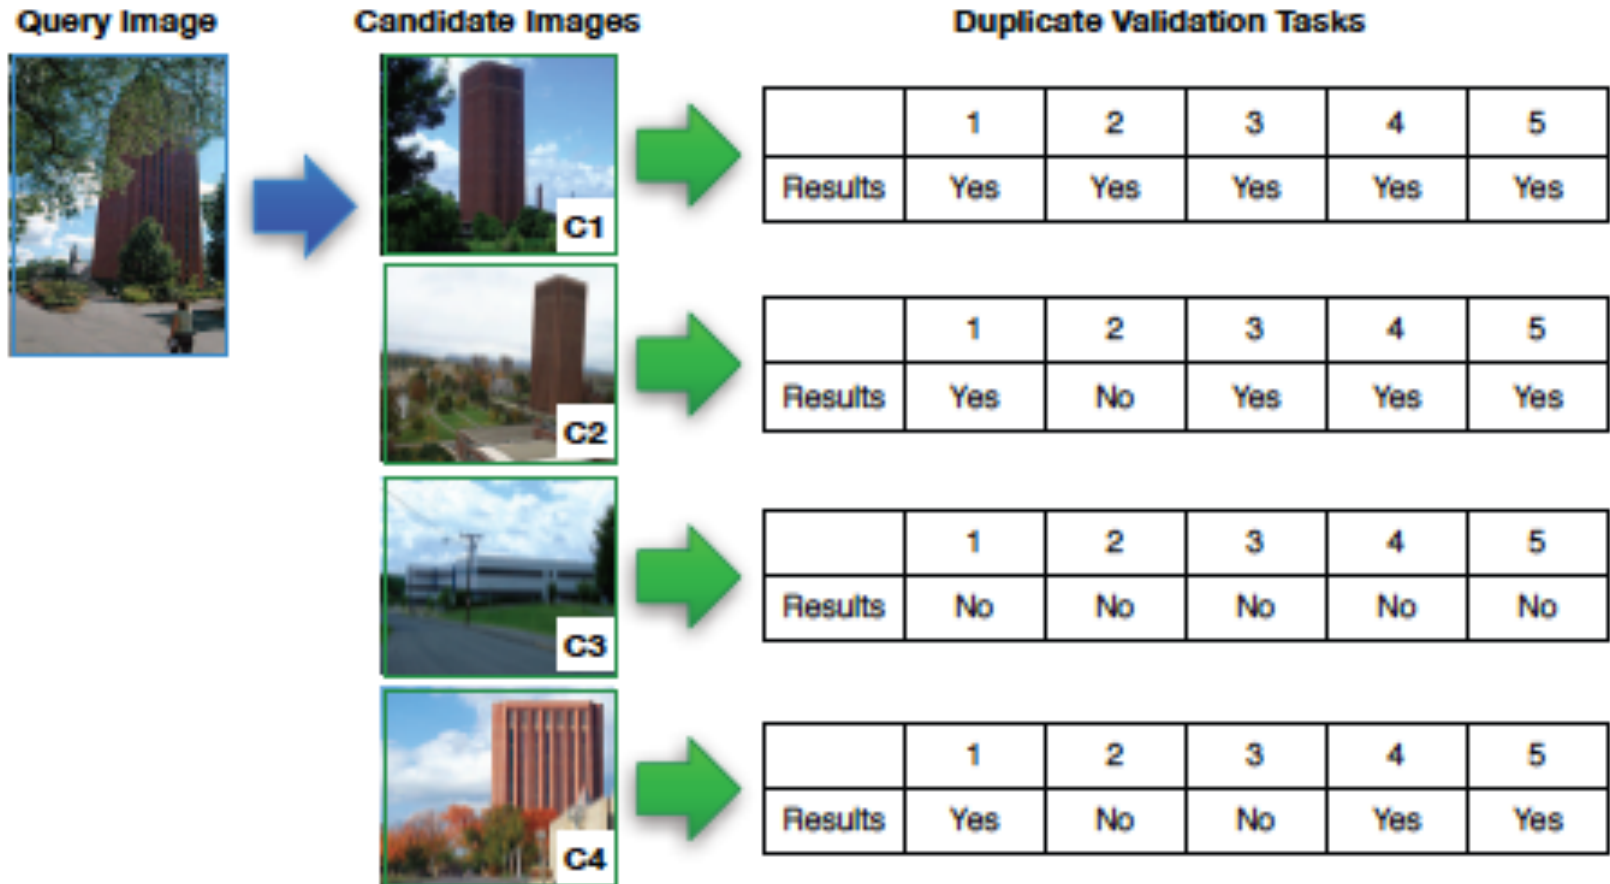 Query Image Candidate Images Duplicate Validation Tasks
1 2 3 4 5
Results Yes Yes Yes Yes Yes
C1
1 2 3 4 5
Results Yes No Yes Yes Yes
C2
1 2 3 4 5
Results No No No No No
C3
1 2 3 4 5
Results Yes No No Yes Yes
C4